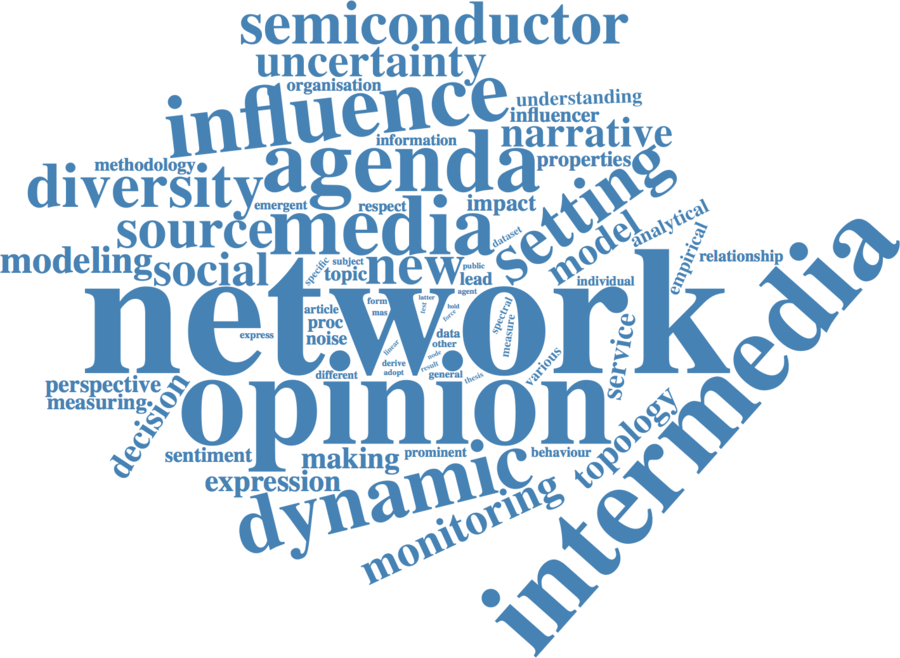 semiconductor
uncertainty
organisation
influence
understanding
influencer
information
narrative
agenda
properties
methodology
diversity
emergent
respect
impact
setting
source
media
dataset
model
analytical
empirical
relationship
modeling
social
specific
subject
topic
new
public
lead
agent
individual
intermedia
network
form
mas
latter
test
hold
force
spectral
measure
article
proc
noise
express
linear
data
other
node
result
derive
adopt
general
thesis
different
various
service
perspective
measuring
decision
opinion
topology
sentiment
making
prominent
behaviour
expression
dynamic
monitoring